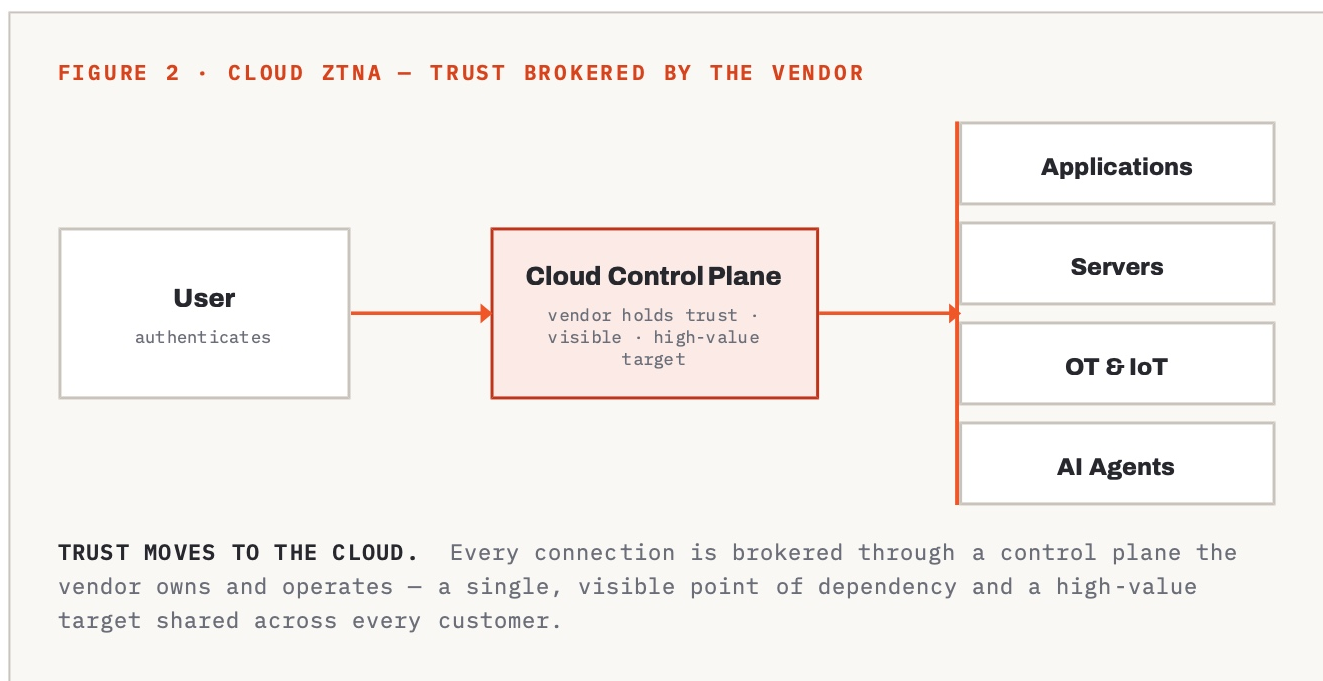 FIGURE 2 · CLOUD ZTNA — TRUST BROKERED BY THE VENDOR
User
authenticates
Cloud Control Plane
vendor holds trust ·
visible · high-value
target
Applications
Servers
OT & IoT
AI Agents
TRUST MOVES TO THE CLOUD. Every connection is brokered through a control plane the
vendor owns and operates — a single, visible point of dependency and a high-value
target shared across every customer.